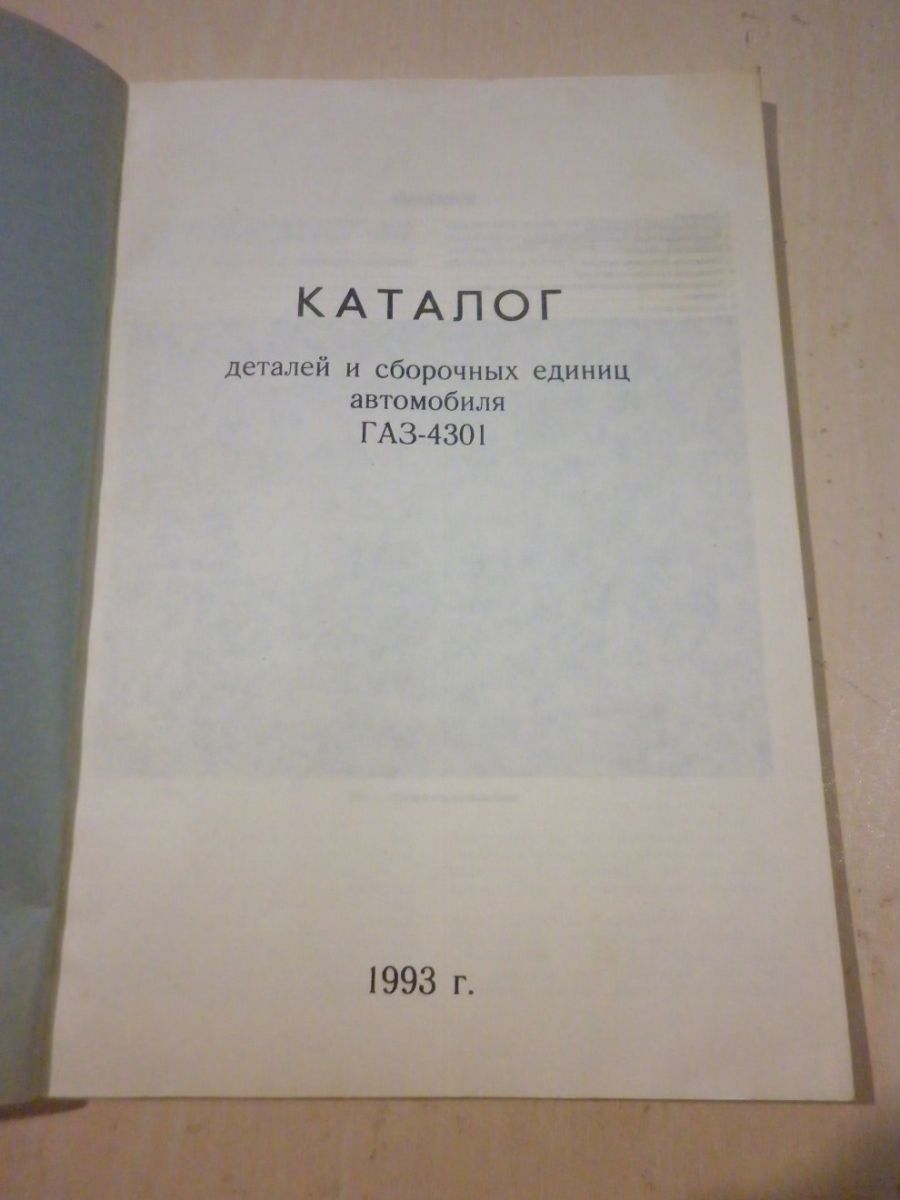 КАТАЛОГ
деталей и сборочных единиц
автомобиля
ГАЗ-4301
1993 г.